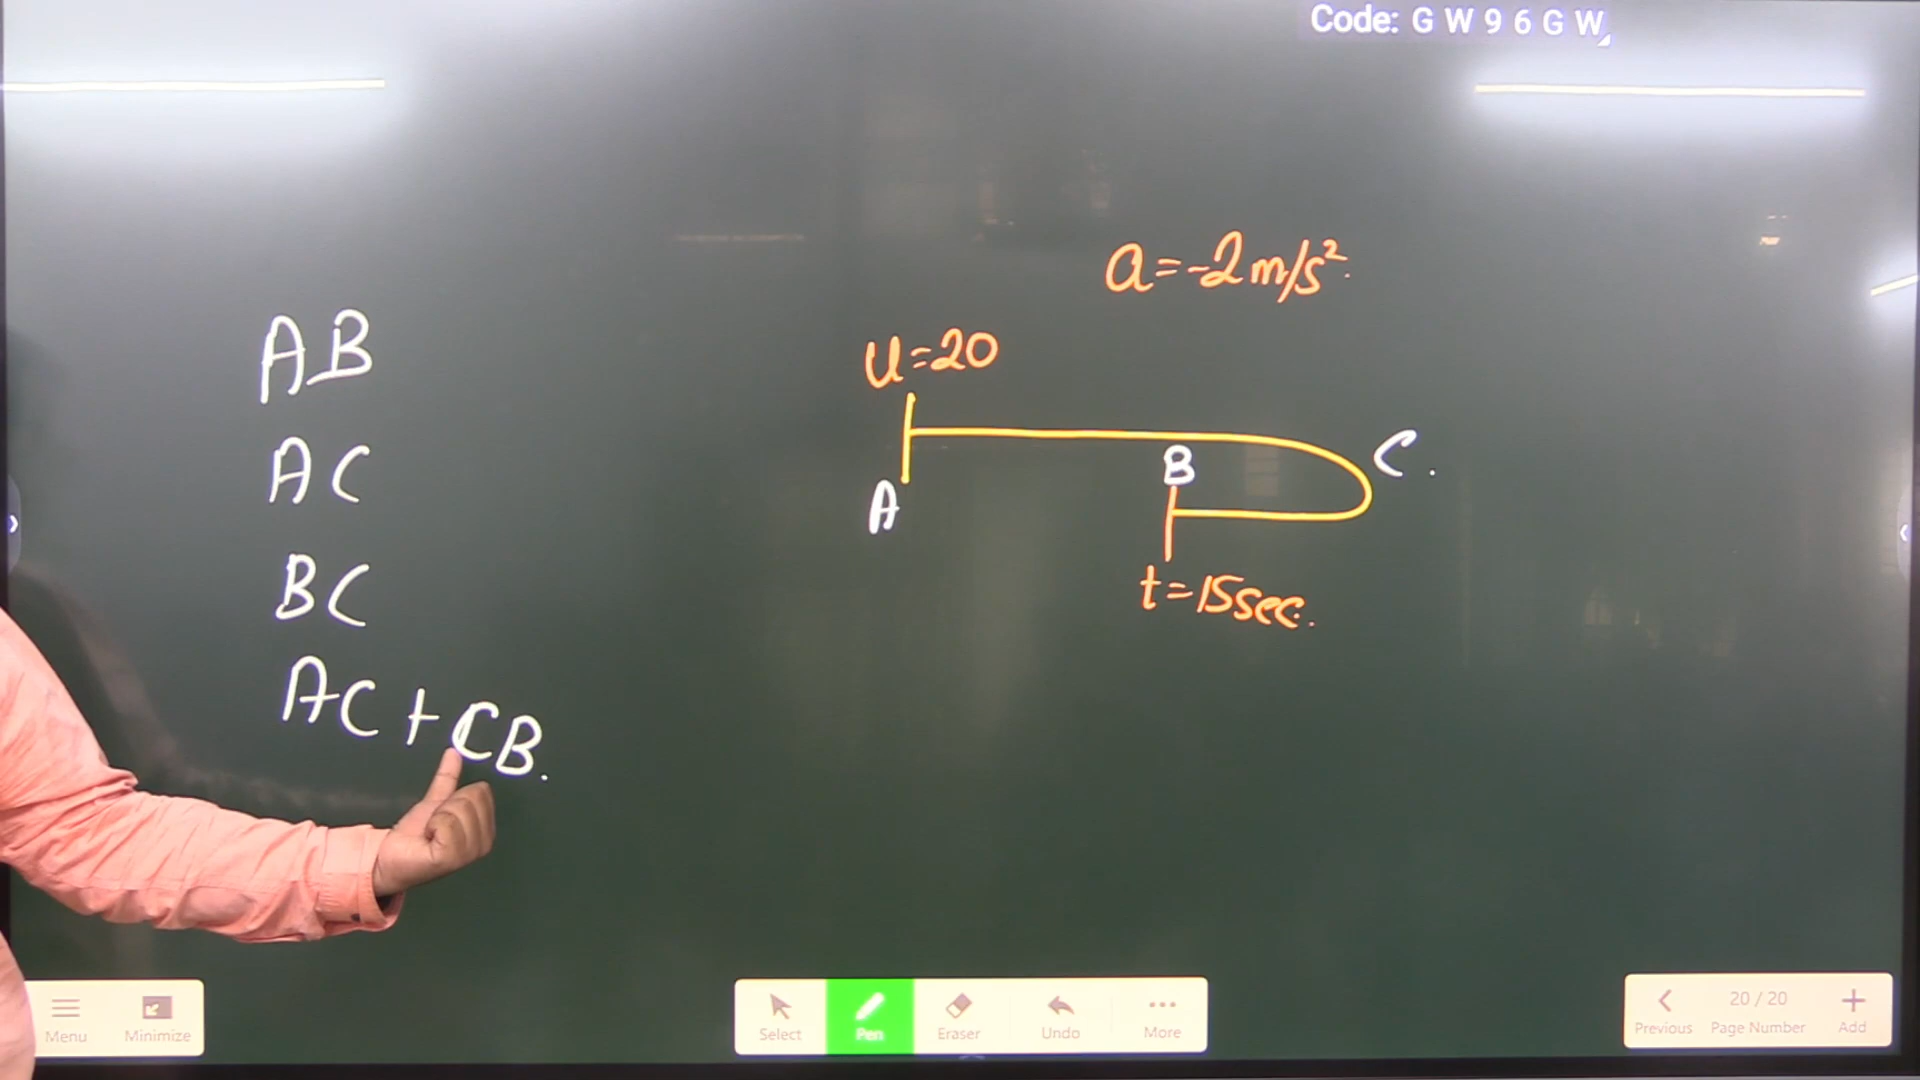 Code: G W 9 6 G W
a=-2m/s².
u=20
AB
AC
BC
AC+CB.
A
B
C.
t=15sec.
Menu
Minimize
Select
Pen
Eraser
Undo
More
20 / 20
Previous
Page Number
Add